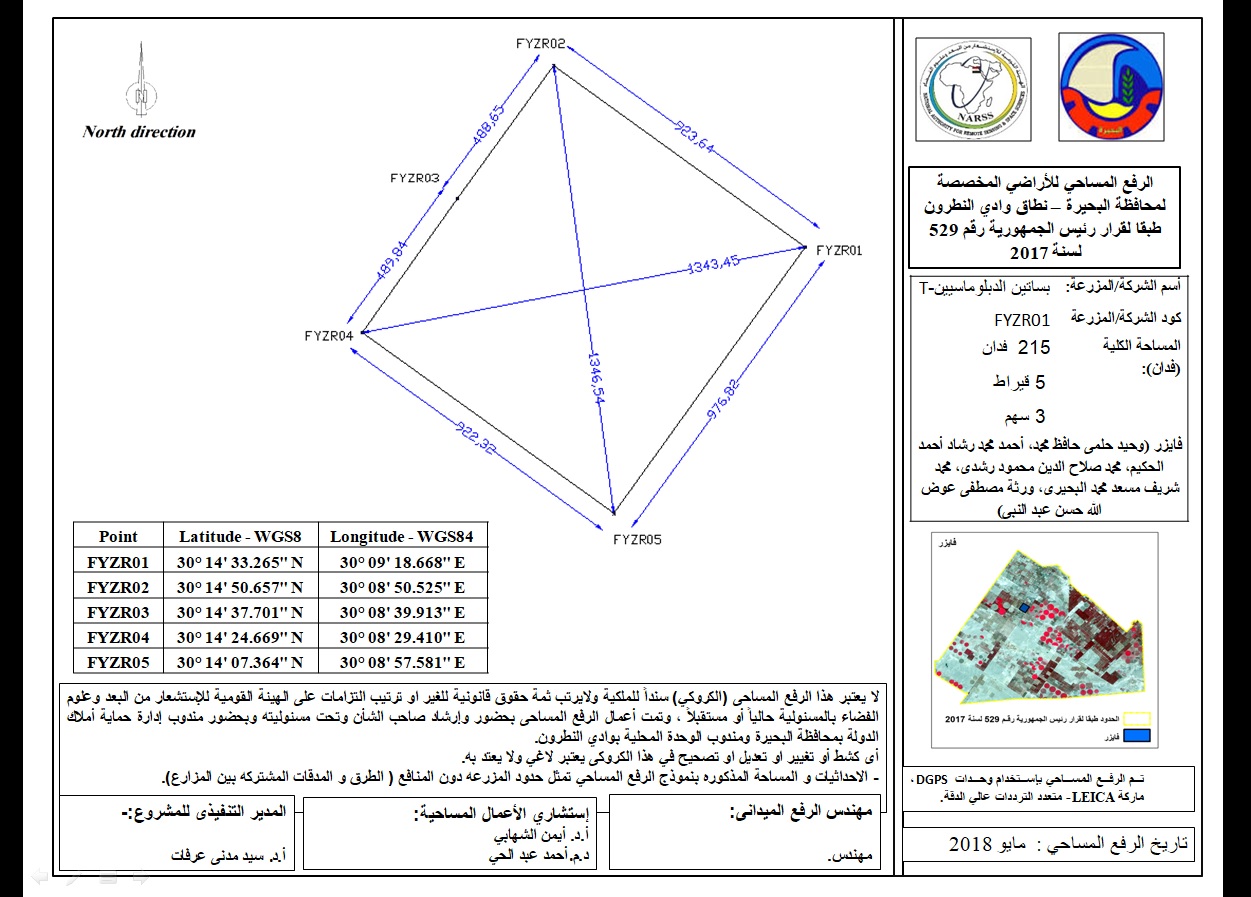 FYZR02
488,65
923,64
North direction
FYZR03
489,84
1343,45
FYZR01
FYZR04
1346,54
976,82
922,32
FYZR05
Point Latitude - WGS8 Longitude - WGS84
FYZR01 30° 14' 33.265" N 30° 09' 18.668" E
FYZR02 30° 14' 50.657" N 30° 08' 50.525" E
FYZR03 30° 14' 37.701" N 30° 08' 39.913" E
FYZR04 30° 14' 24.669" N 30° 08' 29.410" E
FYZR05 30° 14' 07.364" N 30° 08' 57.581" E
لا يعتبر هذا الرفع المساحى (الكروكي) سنداً للملكية ولايرتب ثمة حقوق قانونية للغير او ترتيب التزامات على الهيئة القومية للإستشعار من البعد وعلوم
الفضاء بالمسئولية حالياً أو مستقبلاً ، وتمت أعمال الرفع المساحى بحضور وإرشاد صاحب الشأن وتحت مسئوليته وبحضور مندوب إدارة حماية أملاك
الدولة بمحافظة البحيرة ومندوب الوحدة المحلية بوادي النطرون.
أى كشط أو تغيير او تعديل او تصحيح في هذا الكروكى يعتبر لاغي ولا يعتد به.
- الاحداثيات و المساحة المذكوره بنموذج الرفع المساحي تمثل حدود المزرعه دون المنافع ( الطرق و المدقات المشتركه بين المزارع).
مهندس الرفع الميدانى:
مهندس.
إستشاري الأعمال المساحية:
أ.د. أيمن الشهابي
د.م.أحمد عبد الحي
المدير التنفيذى للمشروع:-
أ.د. سيد مدنى عرفات
NARSS
NATIONAL AUTHORITY FOR REMOTE SENSING & SPACE SCIENCES
البحيرة
الرفع المساحي للأراضي المخصصة
لمحافظة البحيرة – نطاق وادي النطرون
طبقا لقرار رئيس الجمهورية رقم 529
لسنة 2017
أسم الشركة/المزرعة: بساتين الدبلوماسيين-T
كود الشركة/المزرعة FYZR01
المساحة الكلية 215 فدان
(فدان):
5 قيراط
3 سهم
فايزر (وحيد حلمى حافظ محمد، أحمد محمد رشاد أحمد
الحكيم، محمد صلاح الدين محمود رشدى، محمد
شريف مسعد محمد البحيرى، ورثة مصطفى عوض
الله حسن عبد النبى)
فايزر
الحدود طبقا لقرار رئيس الجمهورية رقم 529 لسنة 2017
فايزر
تـم الرفـع المسـاحي بإسـتخدام وحـدات DGPS ،
ماركة LEICA- متعدد الترددات عالي الدقة.
تاريخ الرفع المساحي : مايو 2018